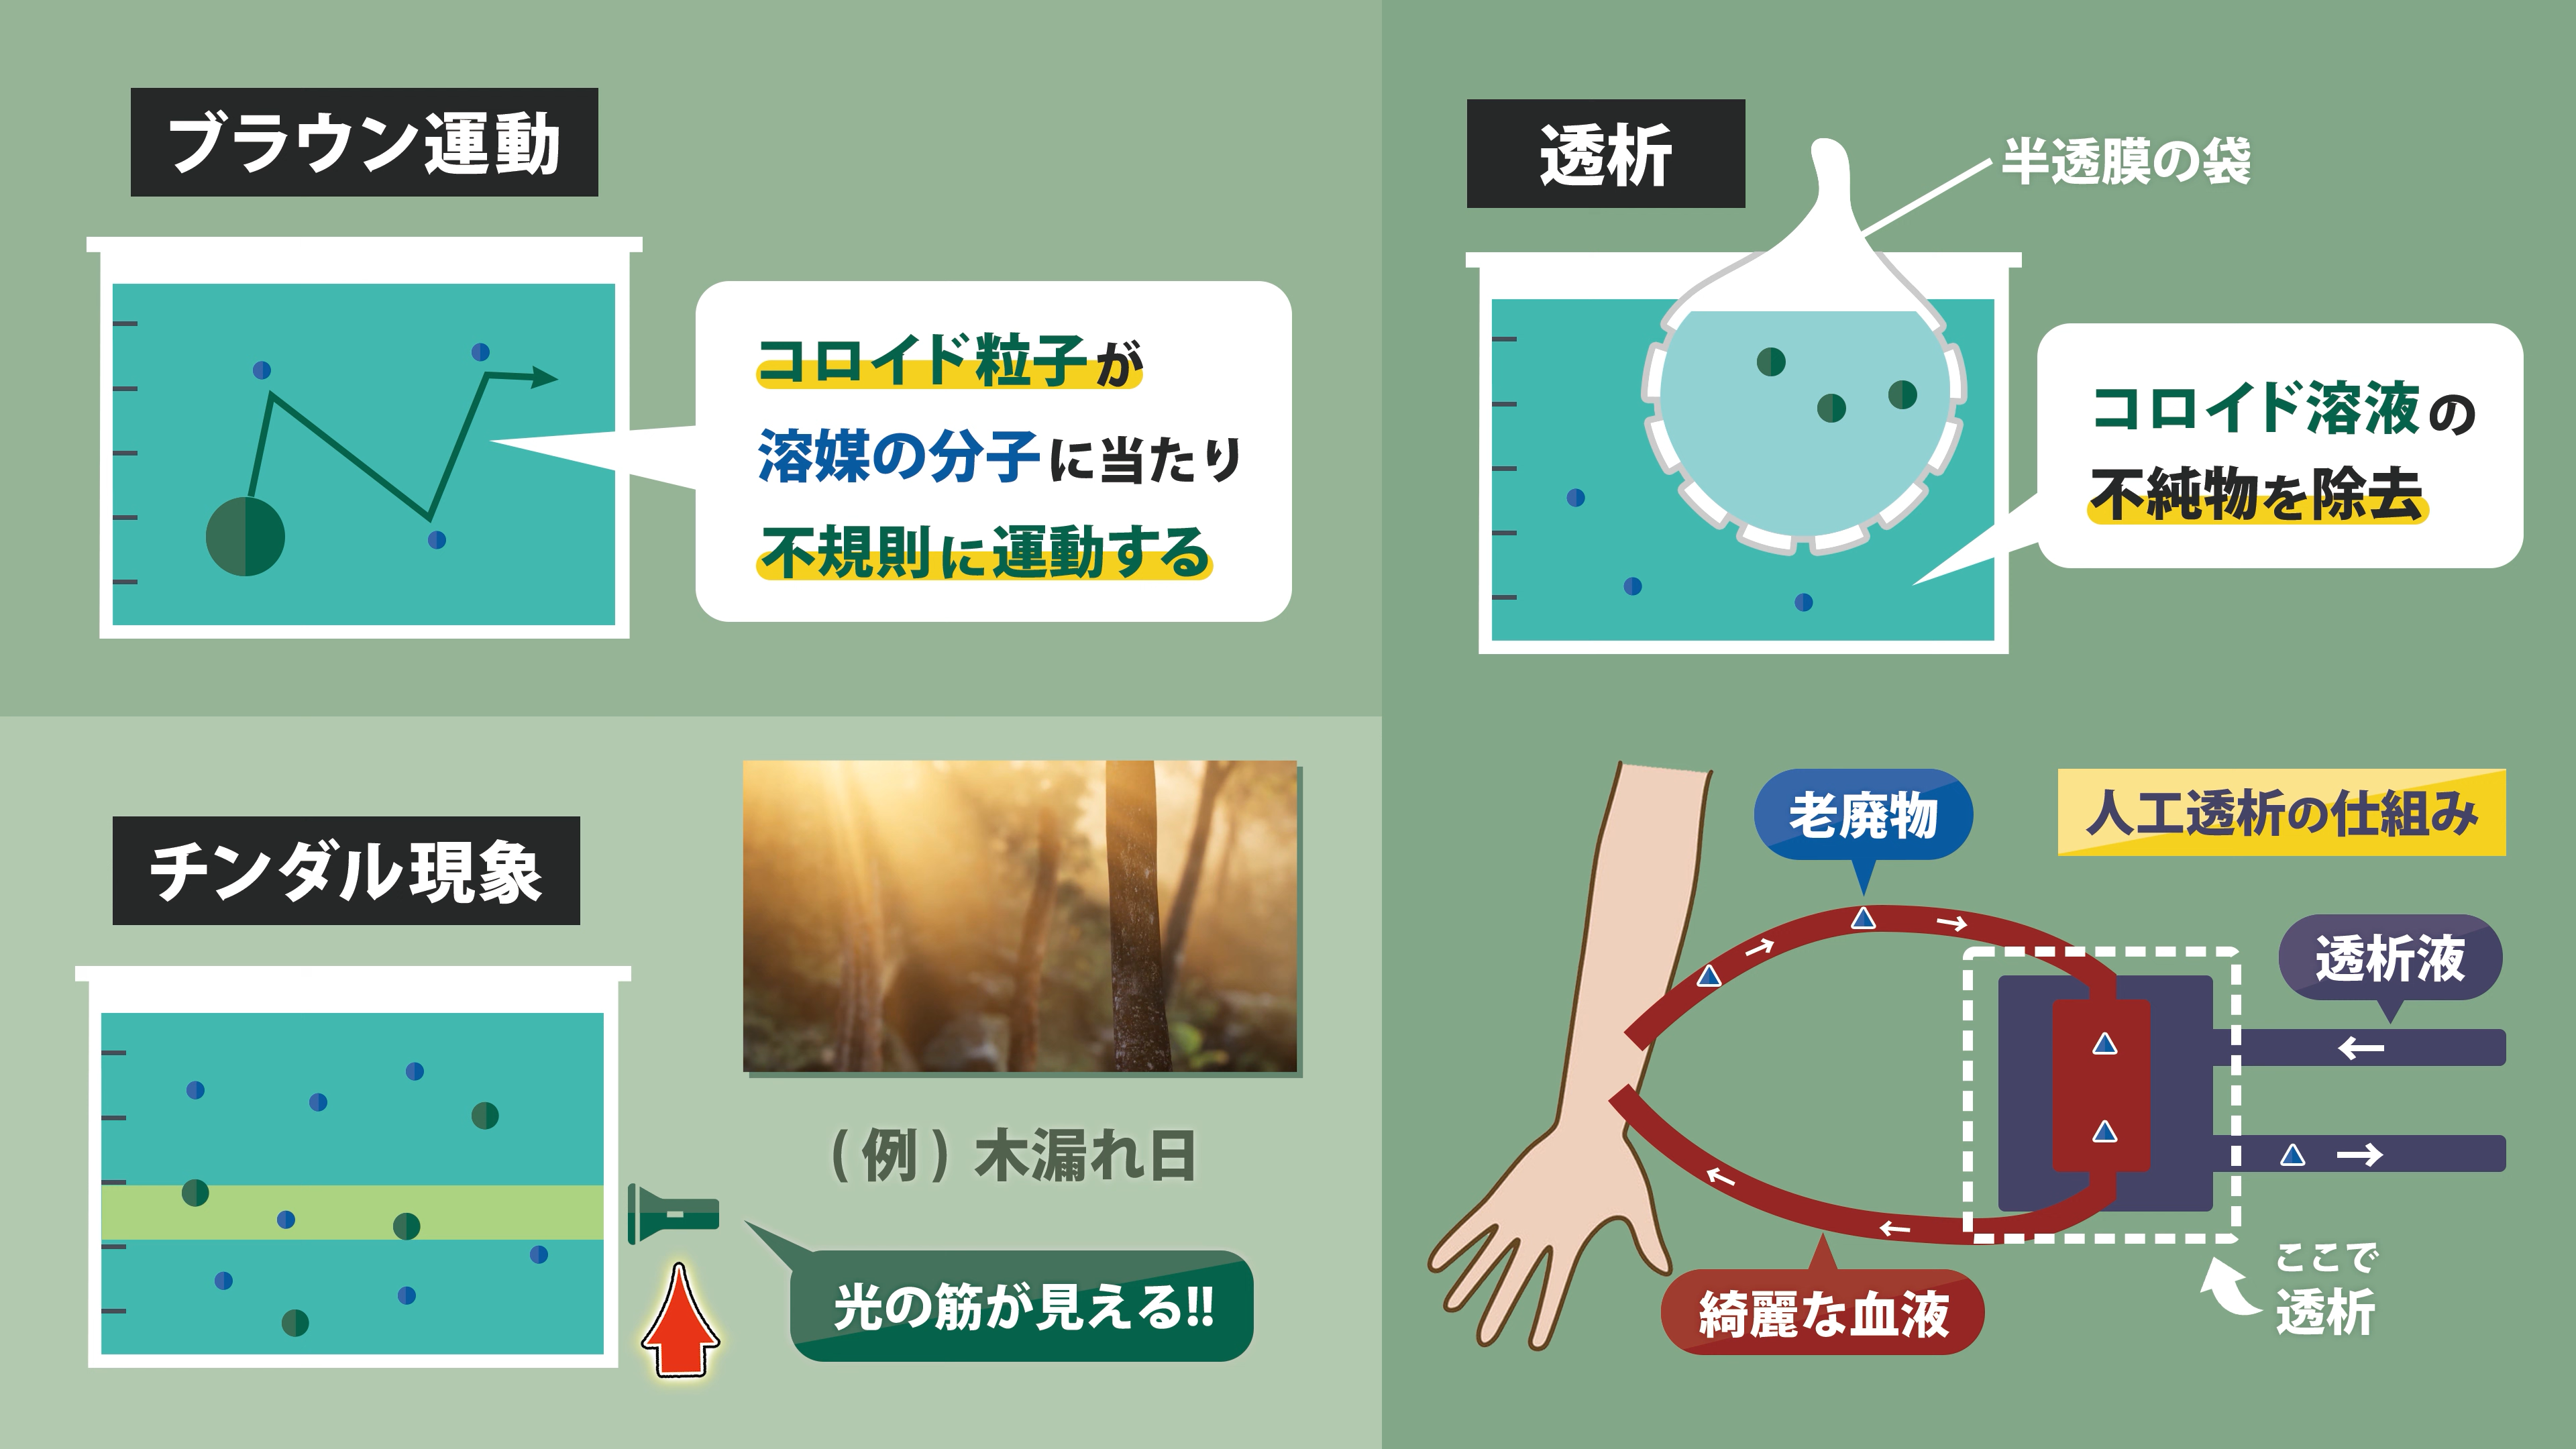 ブラウン運動
コロイド粒子が
溶媒の分子に当たり
不規則に運動する
チンダル現象
(例)木漏れ日
光の筋が見える!!
透析
半透膜の袋
コロイド溶液の
不純物を除去
人工透析の仕組み
老廃物
透析液
綺麗な血液
ここで
透析